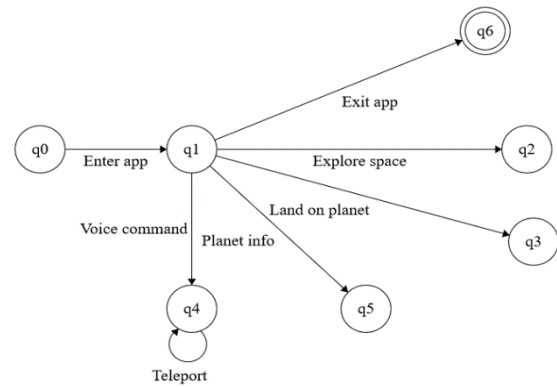 q6
Exit app
q0
Enter app
q1
Explore space
q2
Land on planet
Voice command
Planet info
q3
q4
q5
Teleport